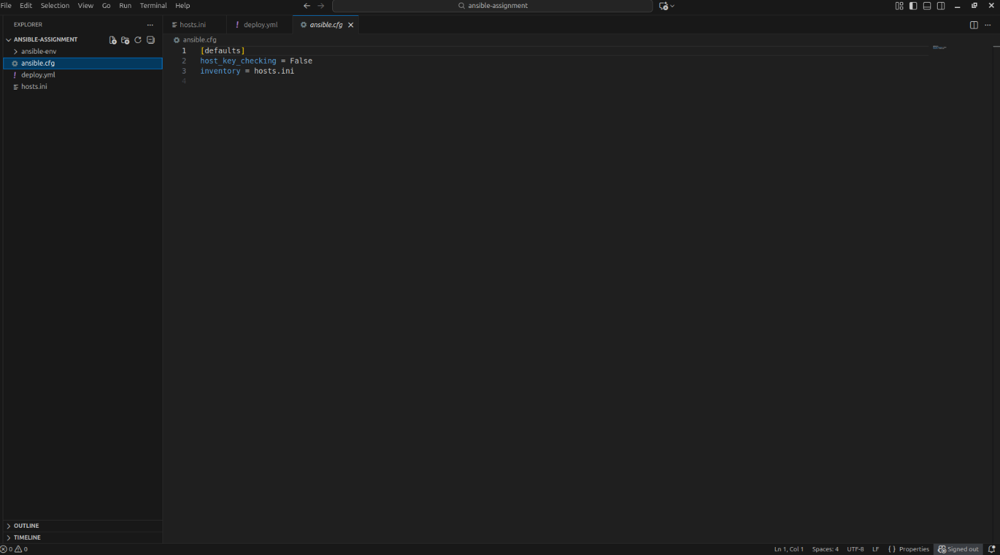 File Edit Selection View Go Run Terminal Help
ansible-assignment
EXPLORER
hosts.ini
! deploy.yml
ansible.cfg
ANSIBLE-ASSIGNMENT
ansible-env
ansible.cfg
! deploy.yml
hosts.ini
ansible.cfg
1 [defaults]
2 host_key_checking = False
3 inventory = hosts.ini
4
OUTLINE
TIMELINE
0 0
Ln 1, Col 1 Spaces: 4 UTF-8 LF { } Properties Signed out